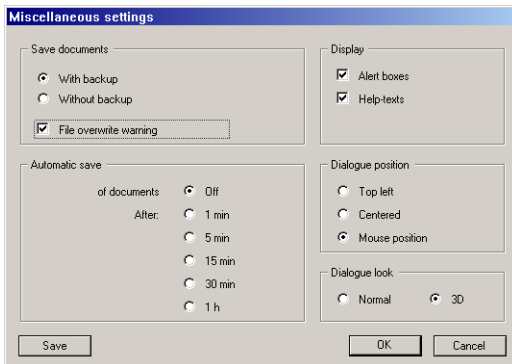 Miscellaneous settings
Save documents
With backup
Without backup
File overwrite warning
Display
Alert boxes
Help-texts
Automatic save
of documents Off
After: 1 min
5 min
15 min
30 min
1 h
Dialogue position
Top left
Centered
Mouse position
Dialogue look
Normal 3D
Save OK Cancel